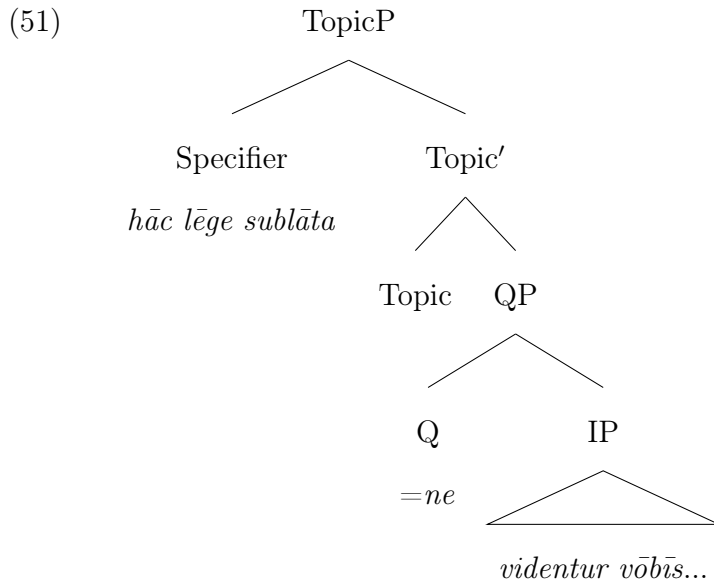 (51) TopicP
Specifier Topic′
hāc lēge sublāta
Topic QP
Q IP
=ne
videntur vōbīs...